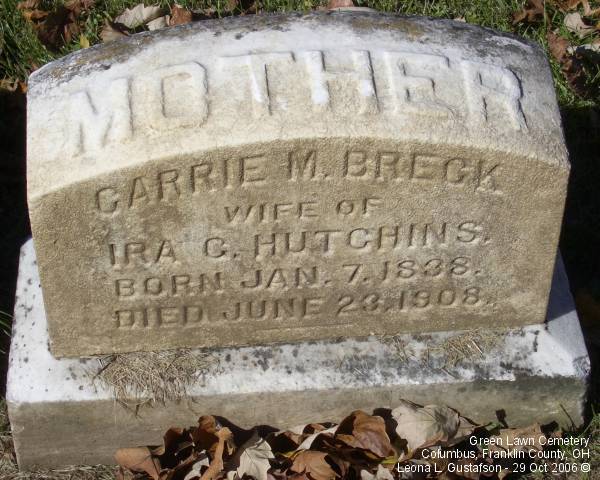 MOTHER
CARRIE M. BRECK
WIFE OF
IRA C. HUTCHINS.
BORN JAN. 7. 1838.
DIED JUNE 23. 1908.
Green Lawn Cemetery
Columbus, Franklin County, OH
Leona L. Gustafson - 29 Oct 2006 ©